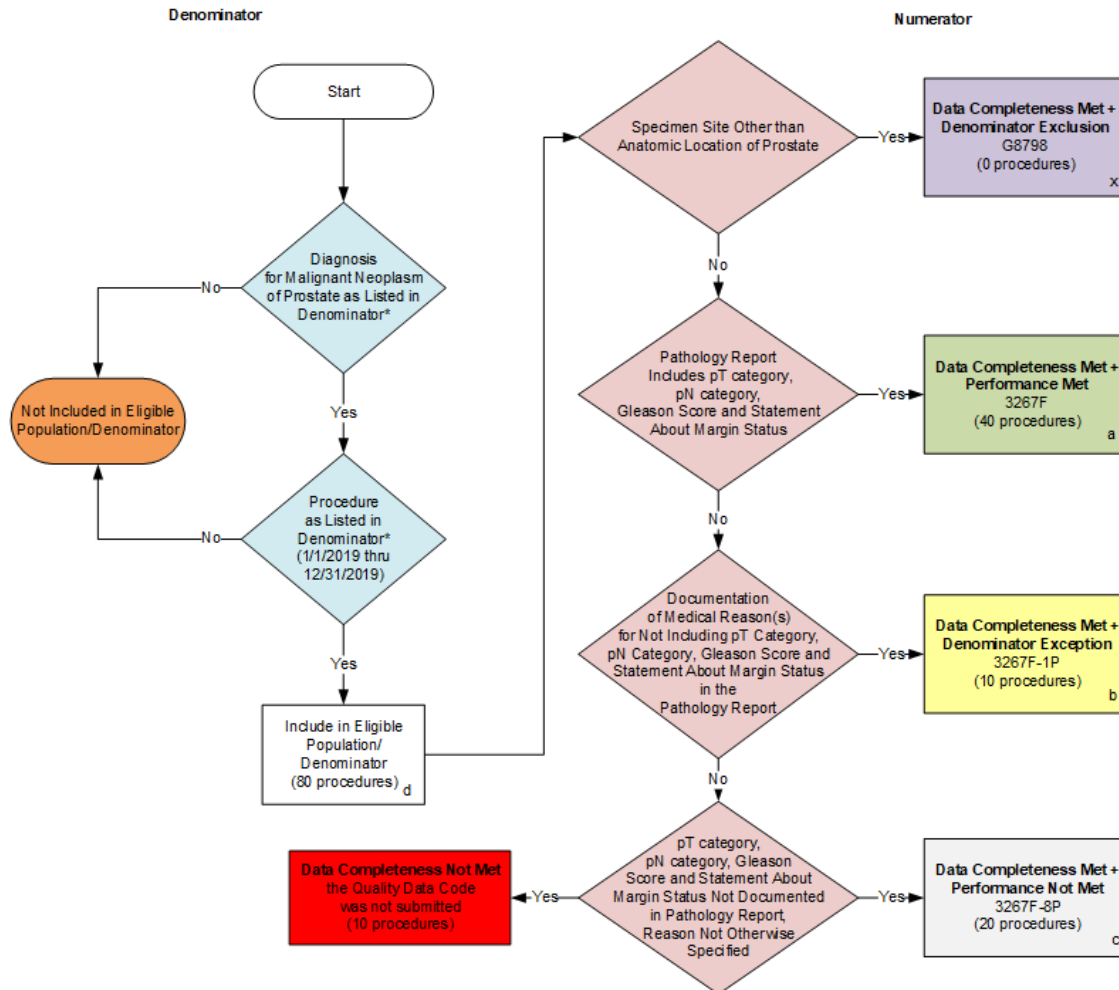 Denominator
Numerator
Start
Diagnosis
for Malignant Neoplasm
of Prostate as Listed in
Denominator*
No
Yes
Not Included in Eligible
Population/Denominator
Procedure
as Listed in
Denominator*
(1/1/2019 thru
12/31/2019)
No
Yes
Include in Eligible
Population/
Denominator
(80 procedures)
d
Specimen Site Other than
Anatomic Location of Prostate
Yes
Data Completeness Met +
Denominator Exclusion
G8798
(0 procedures)
x
No
Pathology Report
Includes pT category,
pN category,
Gleason Score and Statement
About Margin Status
Yes
Data Completeness Met +
Performance Met
3267F
(40 procedures)
a
No
Documentation
of Medical Reason(s)
for Not Including pT Category,
pN Category, Gleason Score and
Statement About Margin Status
in the
Pathology Report
Yes
Data Completeness Met +
Denominator Exception
3267F-1P
(10 procedures)
b
No
pT category,
pN category, Gleason
Score and Statement About
Margin Status Not Documented
in Pathology Report,
Reason Not Otherwise
Specified
Yes
Data Completeness Not Met
the Quality Data Code
was not submitted
(10 procedures)
Yes
Data Completeness Met +
Performance Not Met
3267F-8P
(20 procedures)
c